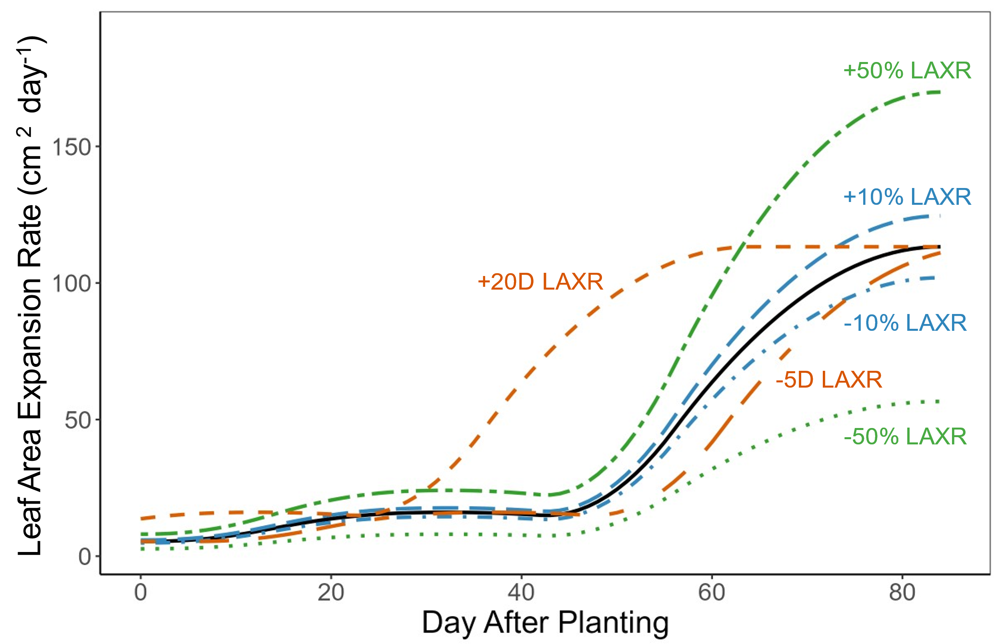 Leaf Area Expansion Rate (cm 2 day-1)
150
100
50
0
+50% LAXR
+10% LAXR
+20D LAXR
-10% LAXR
-5D LAXR
-50% LAXR
0 20 40 60 80
Day After Planting